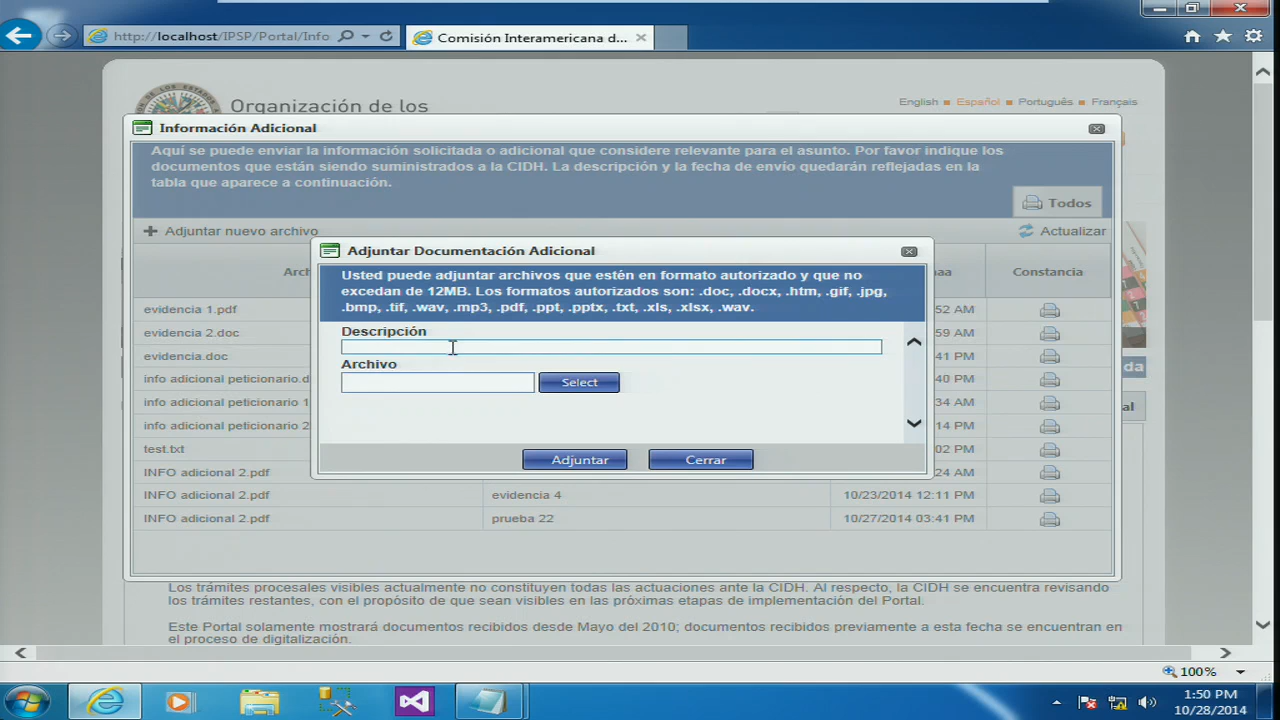 http://localhost/IPSP/Portal/Info
Comisión Interamericana d...
Organización de los
English Español Português Français
Información Adicional
Aquí se puede enviar la información solicitada o adicional que considere relevante para el asunto. Por favor indique los
documentos que están siendo suministrados a la CIDH. La descripción y la fecha de envío quedarán reflejadas en la
tabla que aparece a continuación.
Todos
Adjuntar nuevo archivo
Actualizar
Constancia
evidencia 1.pdf
52 AM
evidencia 2.doc
59 AM
evidencia.doc
41 PM
info adicional peticionario.d
40 PM
info adicional peticionario 1
34 AM
info adicional peticionario 2
14 PM
test.txt
02 PM
INFO adicional 2.pdf
24 AM
INFO adicional 2.pdf evidencia 4 10/23/2014 12:11 PM
INFO adicional 2.pdf prueba 22 10/27/2014 03:41 PM
Adjuntar Documentación Adicional
Usted puede adjuntar archivos que estén en formato autorizado y que no
excedan de 12MB. Los formatos autorizados son: .doc, .docx, .htm, .gif, .jpg,
.bmp, .tif, .wav, .mp3, .pdf, .ppt, .pptx, .txt, .xls, .xlsx, .wav.
Descripción
Archivo
Select
Adjuntar Cerrar
Los trámites procesales visibles actualmente no constituyen todas las actuaciones ante la CIDH. Al respecto, la CIDH se encuentra revisando
los trámites restantes, con el propósito de que sean visibles en las próximas etapas de implementación del Portal.
Este Portal solamente mostrará documentos recibidos desde Mayo del 2010; documentos recibidos previamente a esta fecha se encuentran en
el proceso de digitalización.
100%
1:50 PM
10/28/2014